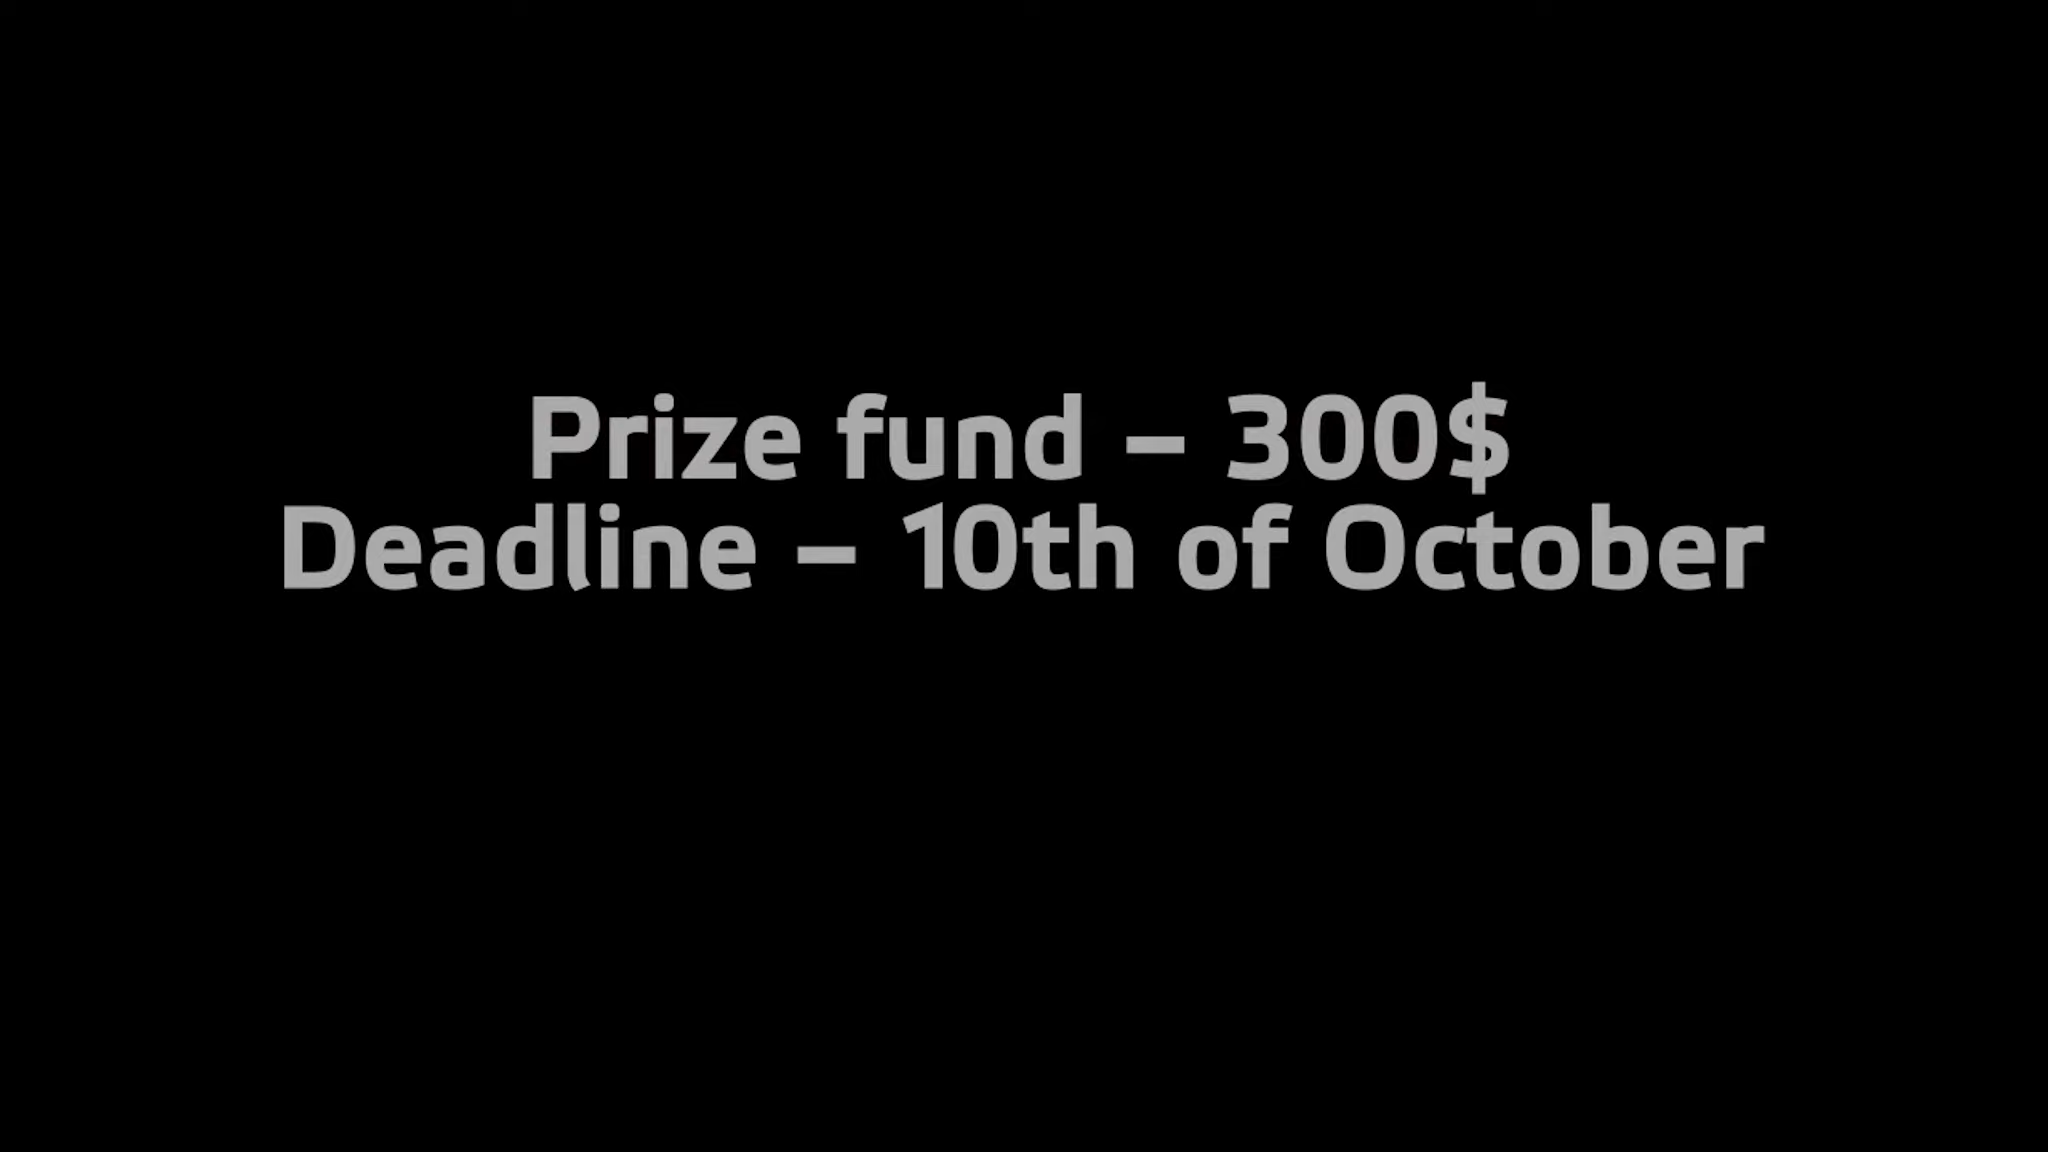 Prize fund – 300$
Deadline – 10th of October